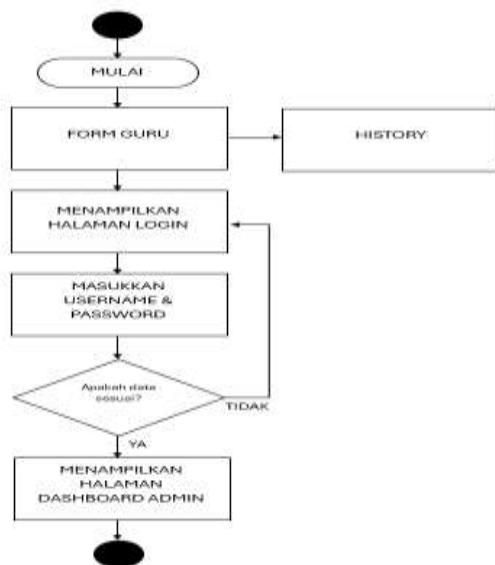 MULAI
FORM GURU
HISTORY
MENAMPILKAN
HALAMAN LOGIN
MASUKKAN
USERNAME &
PASSWORD
Apakah data
sesuai?
TIDAK
YA
MENAMPILKAN
HALAMAN
DASHBOARD ADMIN